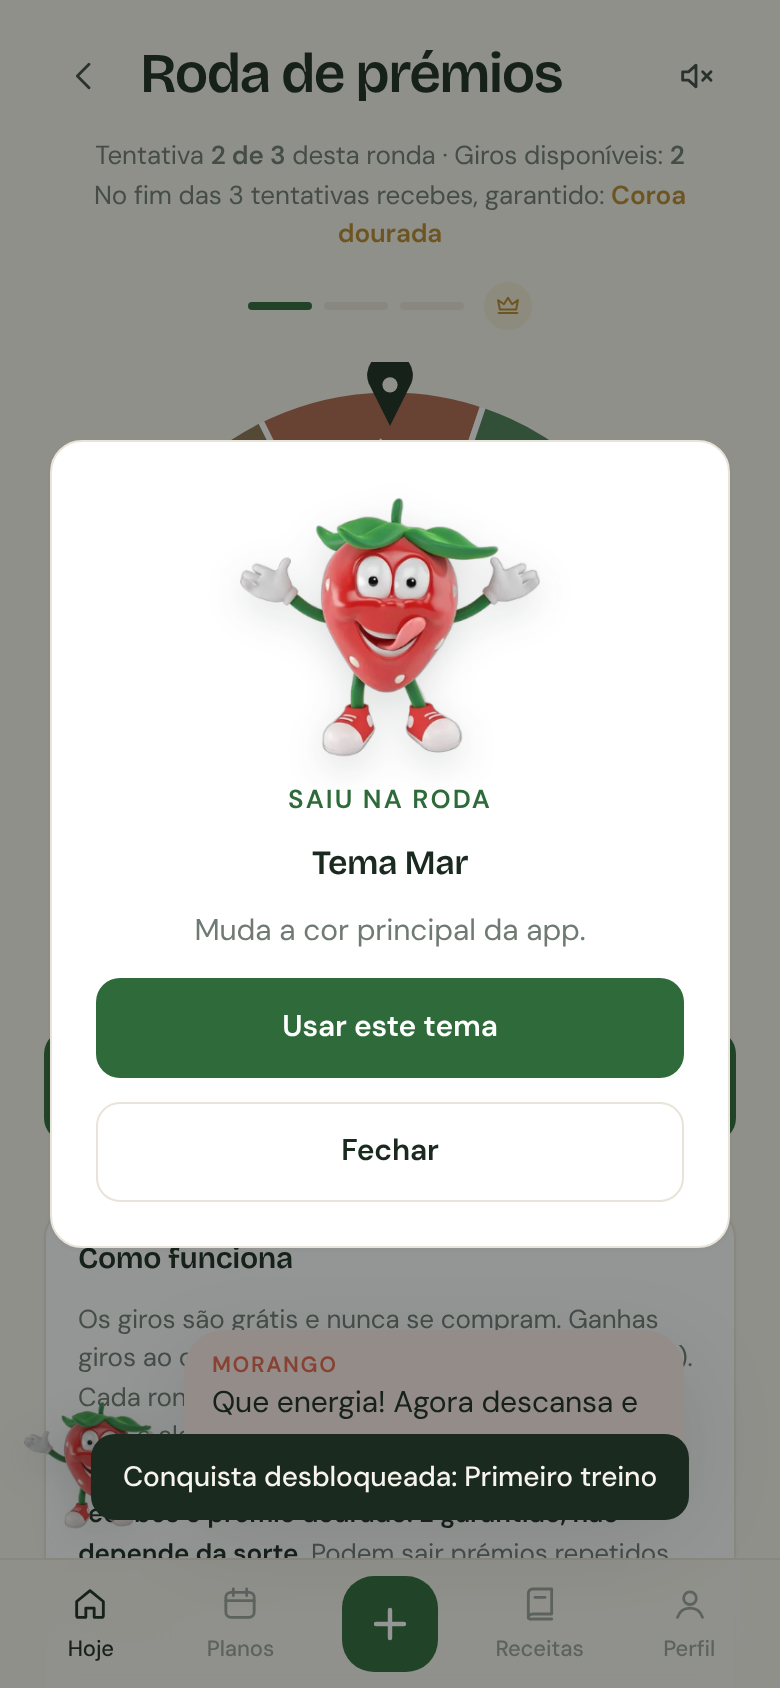 Roda de prémios
Tentativa 2 de 3 desta ronda · Giros disponíveis: 2
No fim das 3 tentativas recebes, garantido: Coroa
dourada
SAIU NA RODA
Tema Mar
Muda a cor principal da app.
Usar este tema
Fechar
Como funciona
Os giros são grátis e nunca se compram. Ganhas
giros ao
).
MORANGO
Cada
Que energia! Agora descansa e
Conquista desbloqueada: Primeiro treino
depende da sorte. Podem sair prémios repetidos
Hoje
Planos
Receitas
Perfil